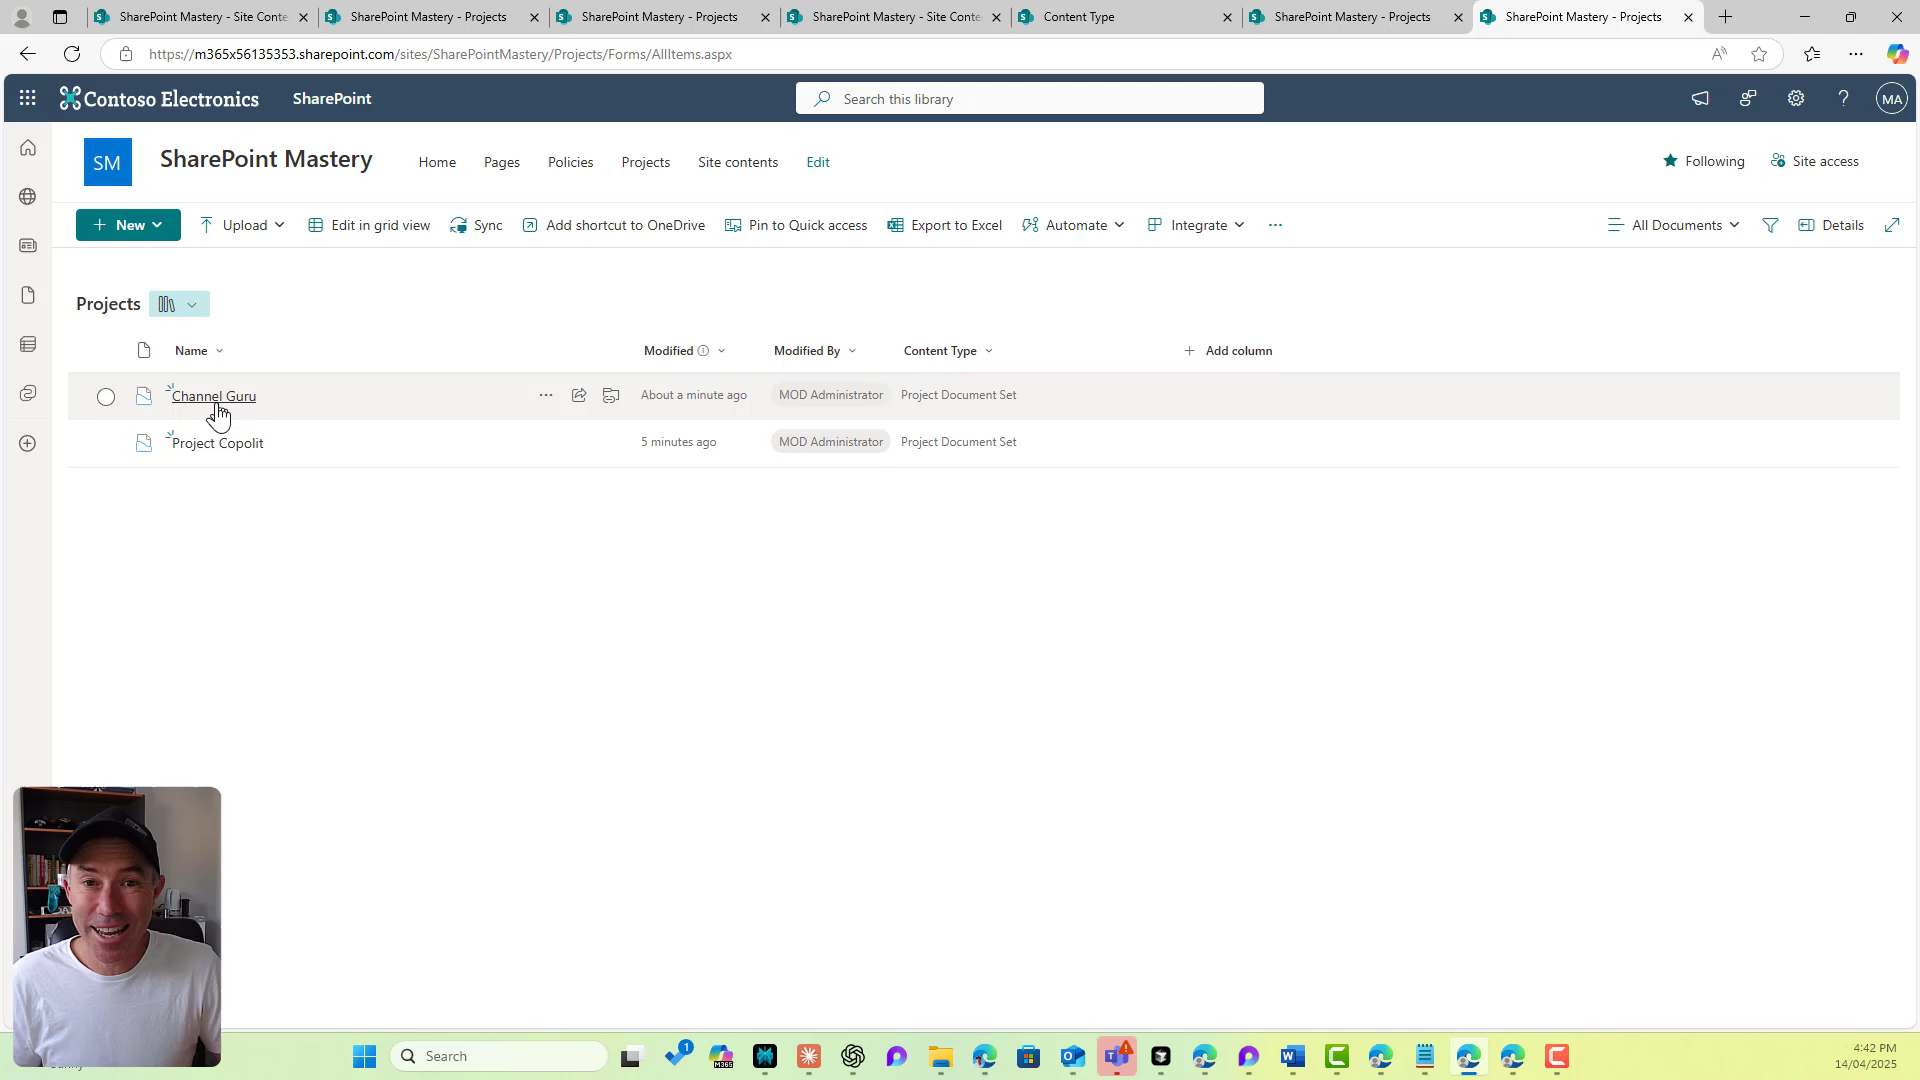 SharePoint Mastery - Site Conte
SharePoint Mastery - Projects
SharePoint Mastery - Projects
SharePoint Mastery - Site Conte
Content Type
SharePoint Mastery - Projects
SharePoint Mastery - Projects
https://m365x56135353.sharepoint.com/sites/SharePointMastery/Projects/Forms/AllItems.aspx
Contoso Electronics
SharePoint
Search this library
MA
SM
SharePoint Mastery
Home
Pages
Policies
Projects
Site contents
Edit
Following
Site access
New
Upload
Edit in grid view
Sync
Add shortcut to OneDrive
Pin to Quick access
Export to Excel
Automate
Integrate
All Documents
Details
Projects
Name
Modified
Modified By
Content Type
Add column
Channel Guru
About a minute ago
MOD Administrator
Project Document Set
Project Copolit
5 minutes ago
MOD Administrator
Project Document Set
Search
1
M365
4:42 PM
14/04/2025